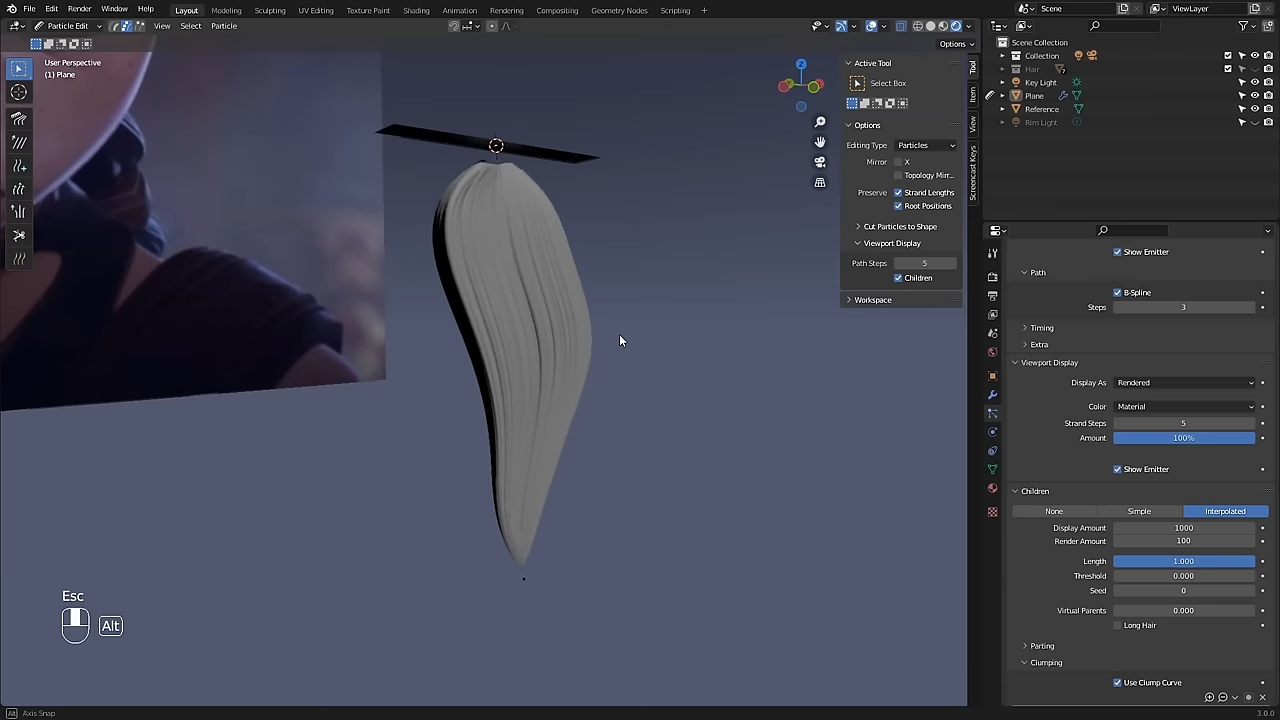 File Edit Render Window Help Layout Modeling Sculpting UV Editing Texture Paint Shading Animation Rendering Compositing Geometry Nodes Scripting Scene ViewLayer
Particle Edit View Select Particle
Options
User Perspective
(1) Plane
Active Tool
Select Box
Options
Editing Type Particles
Mirror X
Topology Mirr...
Preserve Strand Lengths
Root Positions
Cut Particles to Shape
Viewport Display
Path Steps 5
Children
Workspace
Tool
Item
View
Screencast Keys
Scene Collection
Collection
Hair
Key Light
Plane
Reference
Rim Light
Show Emitter
Path
B-Spline
Steps 3
Timing
Extra
Viewport Display
Display As Rendered
Color Material
Strand Steps 5
Amount 100%
Show Emitter
Children
None Simple Interpolated
Display Amount 1000
Render Amount 100
Length 1.000
Threshold 0.000
Seed 0
Virtual Parents 0.000
Long Hair
Parting
Clumping
Use Clump Curve
Esc
Alt
Alt Axis Snap
3.0.0